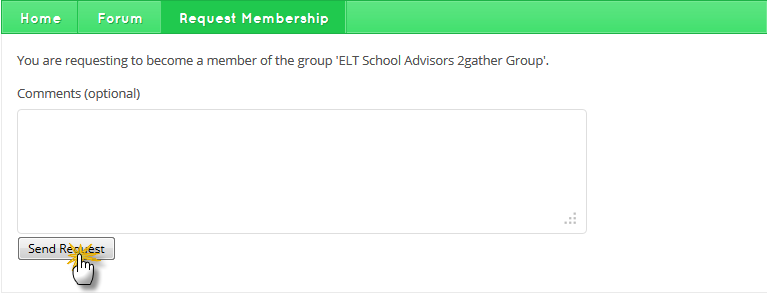 Home Forum Request Membership
You are requesting to become a member of the group 'ELT School Advisors 2gather Group'.
Comments (optional)
Send Request